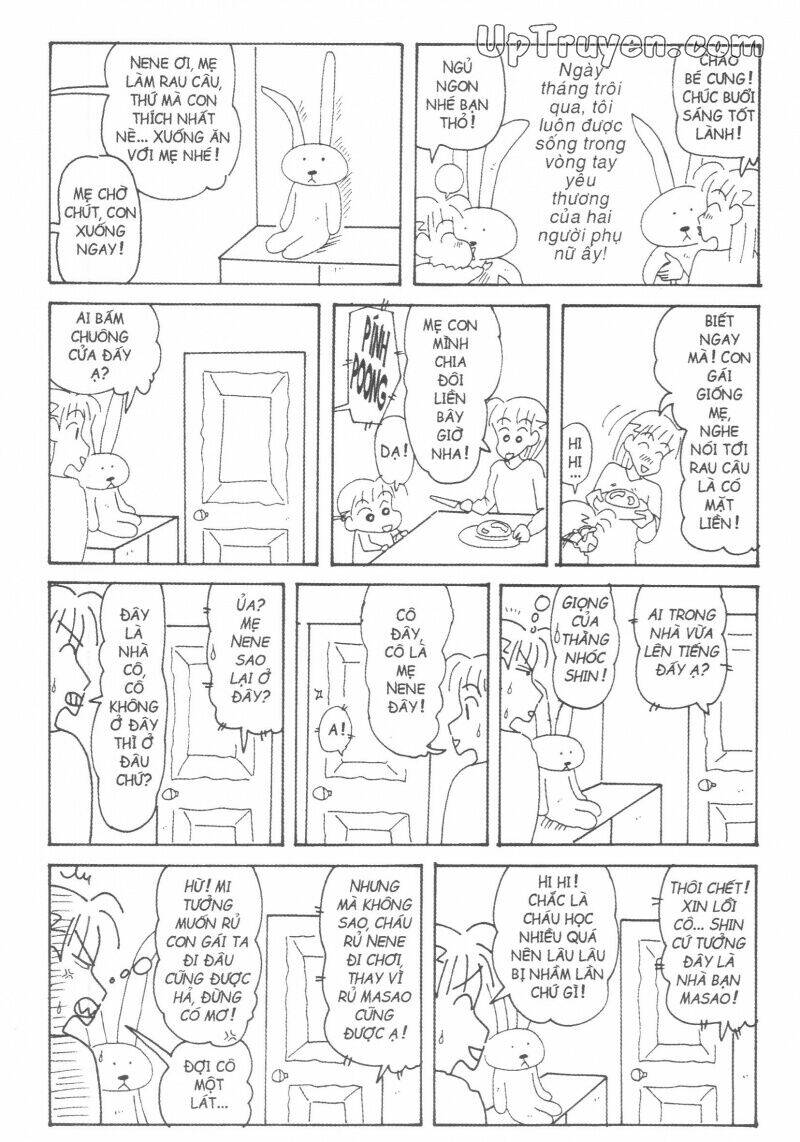 UpTruyen.com
CHÀO
BÉ CƯNG!
CHÚC BUỔI
SÁNG TỐT
LÀNH!
Ngày
tháng trôi
qua, tôi
luôn được
sống trong
vòng tay
yêu
thương
của hai
người phụ
nữ ấy!
NGỦ
NGON
NHÉ BẠN
THỎ!
NENE ƠI, MẸ
LÀM RAU CÂU,
THỨ MÀ CON
THÍCH NHẤT
NÈ... XUỐNG ĂN
VỚI MẸ NHÉ!
MẸ CHỜ
CHÚT, CON
XUỐNG
NGAY!
BIẾT
NGAY
MÀ! CON
GÁI
GIỐNG
MẸ,
NGHE
NÓI TỚI
RAU CÂU
LÀ CÓ
MẶT
LIỀN!
HI
HI...
MẸ CON
MÌNH
CHIA
ĐÔI
LIỀN
BÂY
GIỜ
NHA!
DẠ!
PÍNH
POONG
AI BẤM
CHUÔNG
CỬA ĐẤY
Ạ?
AI TRONG
NHÀ VỪA
LÊN TIẾNG
ĐẤY Ạ?
GIỌNG
CỦA
THẰNG
NHÓC
SHIN!
CÔ
ĐÂY,
CÔ LÀ
MẸ
NENE
ĐÂY!
A!
ỦA?
MẸ
NENE
SAO
LẠI Ở
ĐÂY?
ĐÂY
LÀ
NHÀ
CÔ,
CÔ
KHÔNG
Ở ĐÂY
THÌ Ở
ĐÂU
CHỨ?
THÔI CHẾT!
XIN LỖI
CÔ... SHIN
CỨ TƯỞNG
ĐÂY LÀ
NHÀ BẠN
MASAO!
HI HI!
CHẮC LÀ
CHÁU HỌC
NHIỀU QUÁ
NÊN LÂU LÂU
BỊ NHẦM LẪN
CHỨ GÌ!
NHƯNG
MÀ KHÔNG
SAO, CHÁU
RỦ NENE
ĐI CHƠI,
THAY VÌ
RỦ MASAO
CŨNG
ĐƯỢC Ạ!
HỪ! MI
TƯỞNG
MUỐN RỦ
CON GÁI TA
ĐI ĐÂU
CŨNG ĐƯỢC
HẢ, ĐỪNG
CÓ MƠ!
ĐỢI CÔ
MỘT
LÁT...